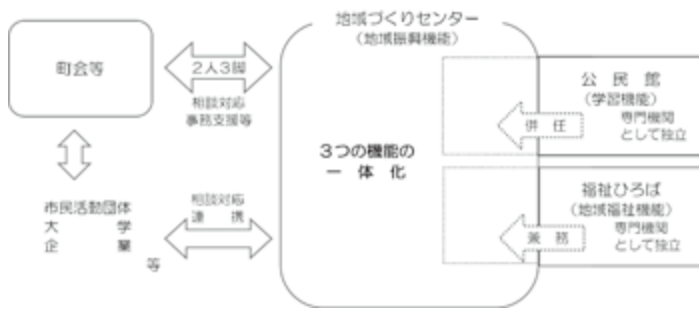 地域づくりセンター
（地域振興機能）
町会等
2人3脚
相談対応
事務支援等
公民館
（学習機能）
専門機関
として独立
併任
3つの機能の
一体化
福祉ひろば
（地域福祉機能）
専門機関
として独立
兼務
相談対応
連携
市民活動団体
大学
企業
等